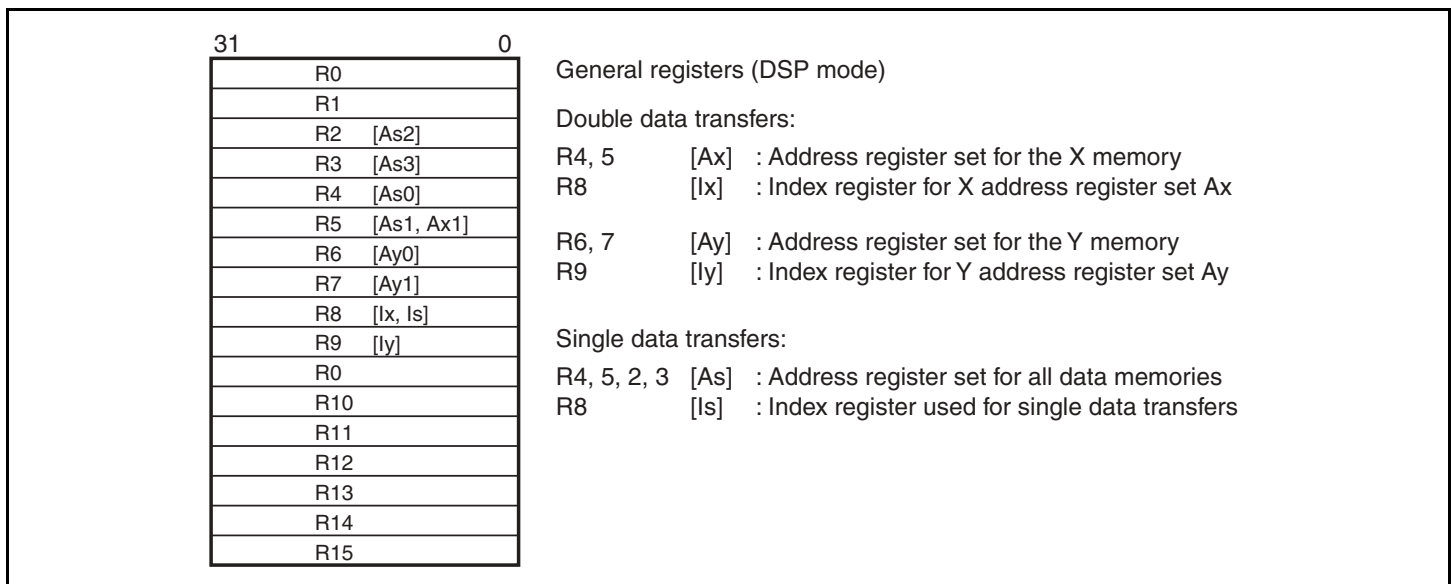 31 0
R0
R1
R2 [As2]
R3 [As3]
R4 [As0]
R5 [As1, Ax1]
R6 [Ay0]
R7 [Ay1]
R8 [Ix, Is]
R9 [Iy]
R0
R10
R11
R12
R13
R14
R15
General registers (DSP mode)
Double data transfers:
R4, 5 [Ax] : Address register set for the X memory
R8 [Ix] : Index register for X address register set Ax
R6, 7 [Ay] : Address register set for the Y memory
R9 [Iy] : Index register for Y address register set Ay
Single data transfers:
R4, 5, 2, 3 [As] : Address register set for all data memories
R8 [Is] : Index register used for single data transfers